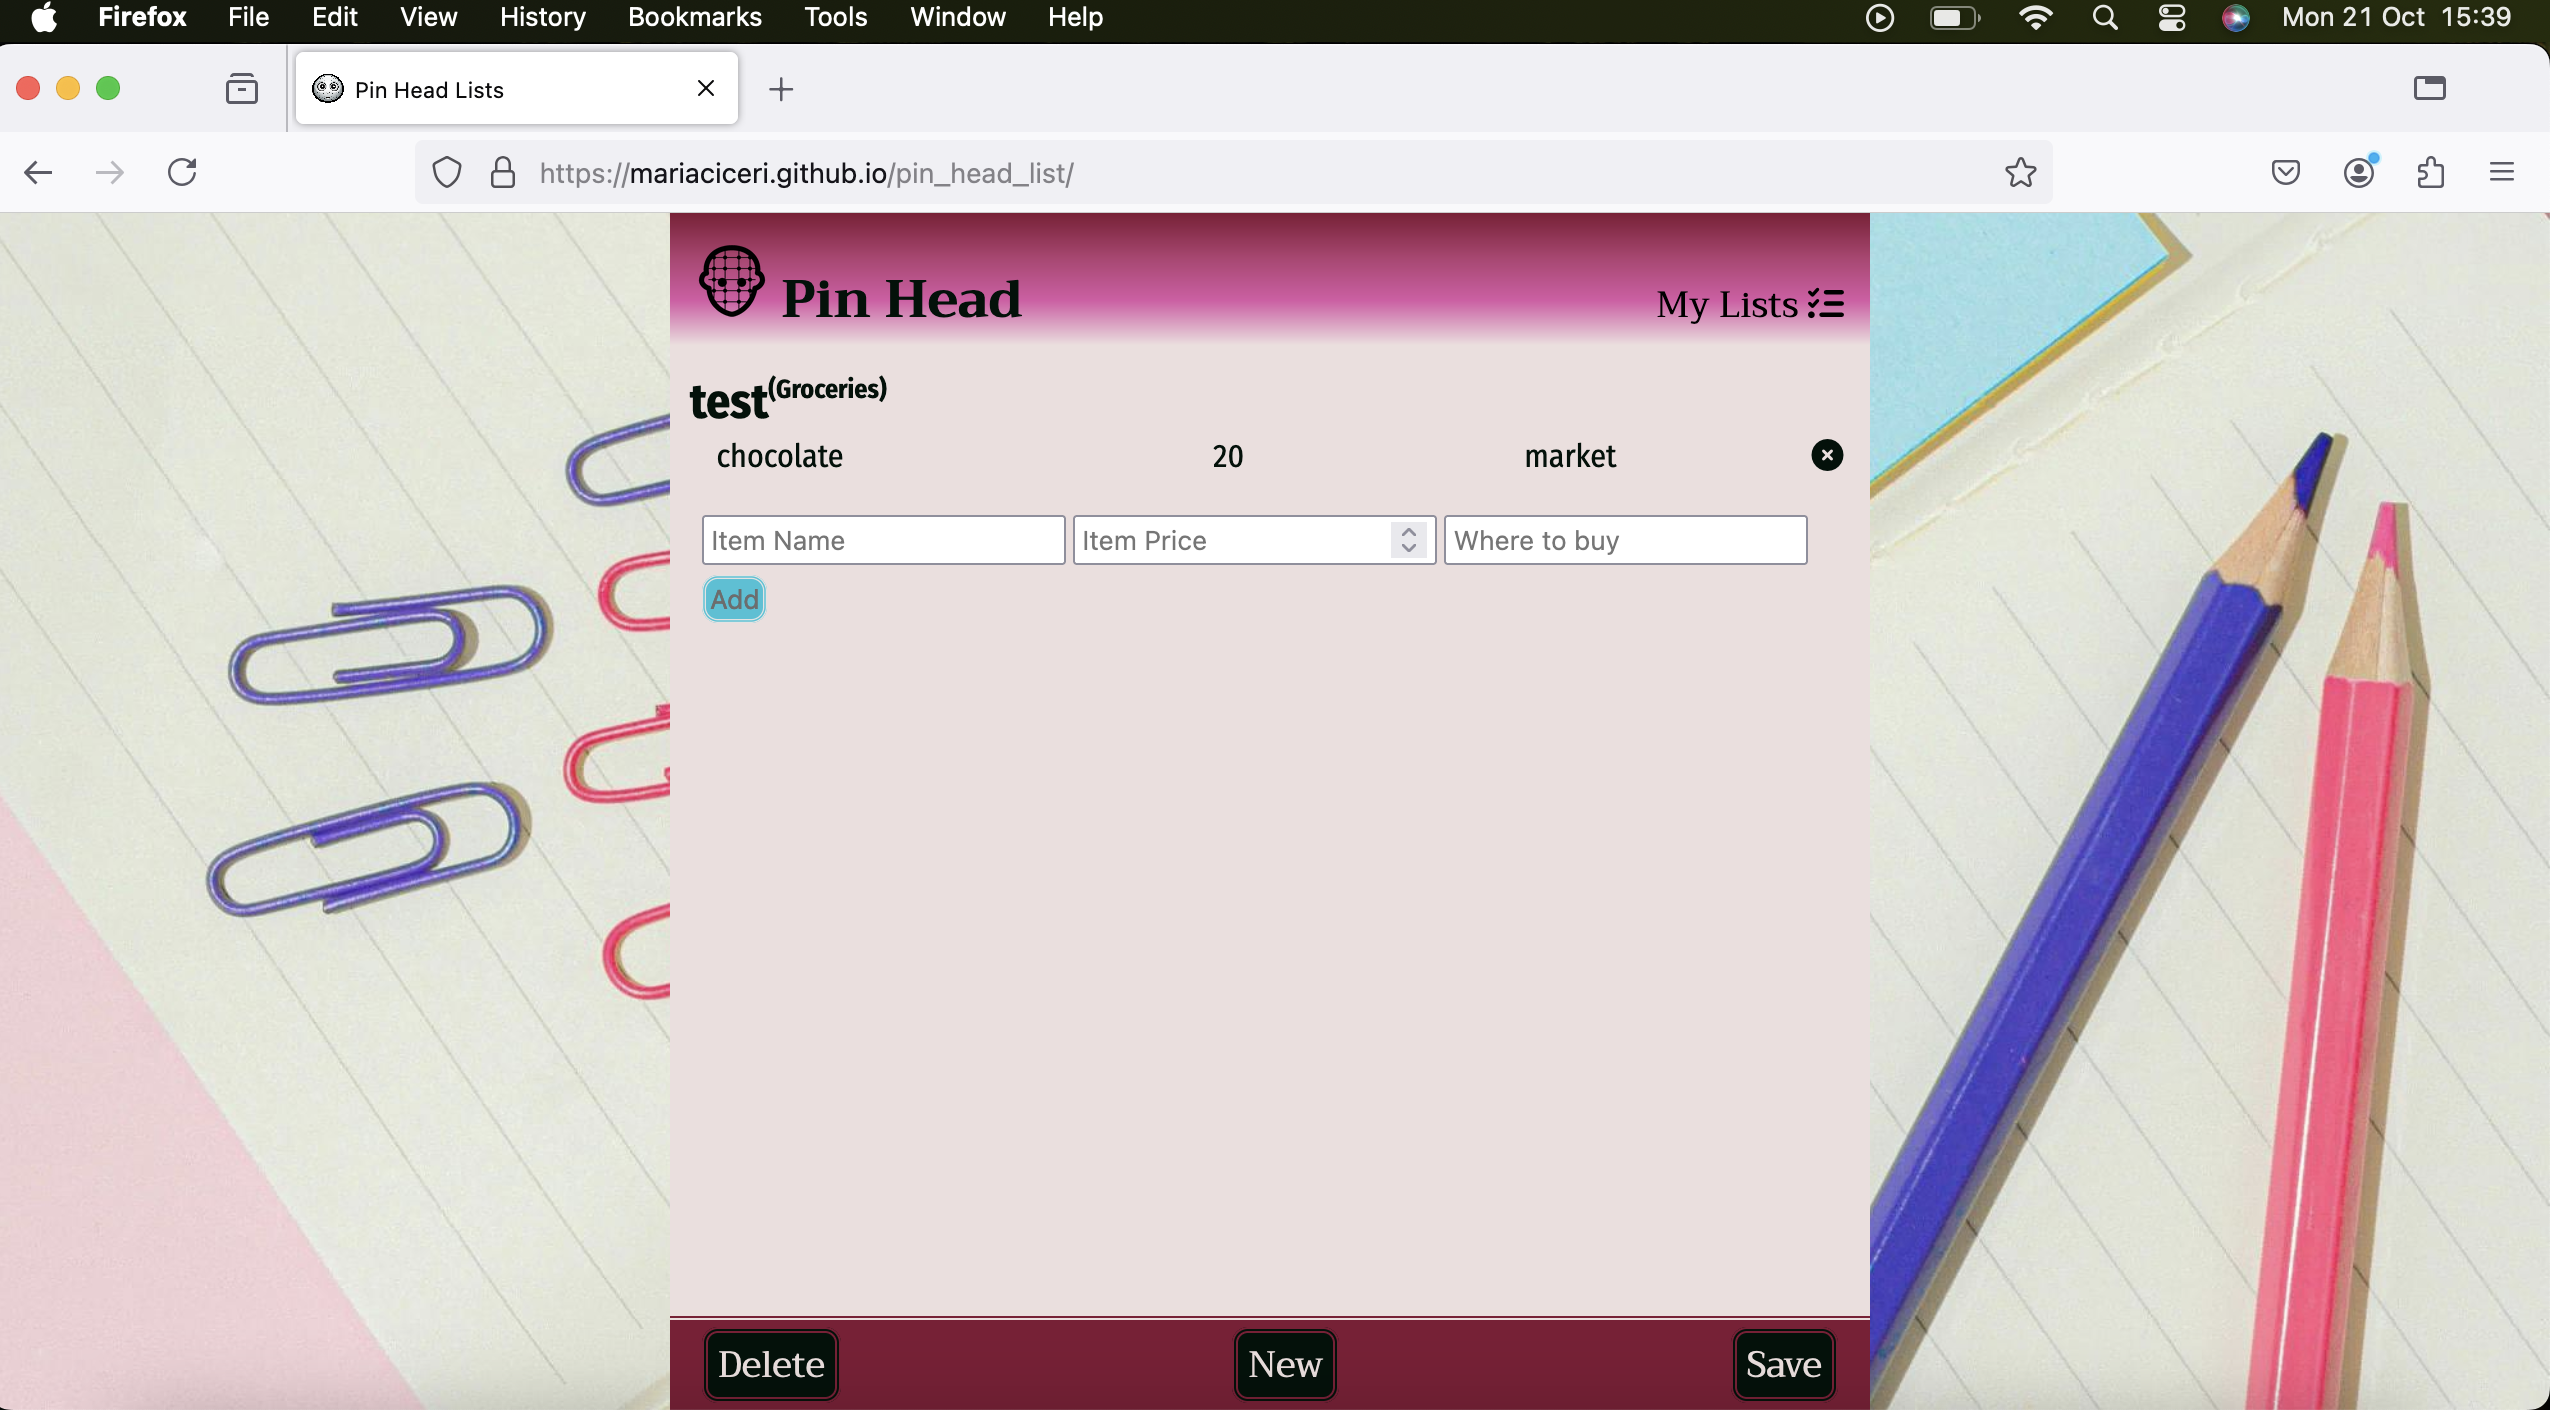 Firefox File Edit View History Bookmarks Tools Window Help Mon 21 Oct 15:39
Pin Head Lists
https://mariaciceri.github.io/pin_head_list/
Pin Head My Lists
test(Groceries)
chocolate 20 market
Item Name Item Price Where to buy
Add
Delete New Save